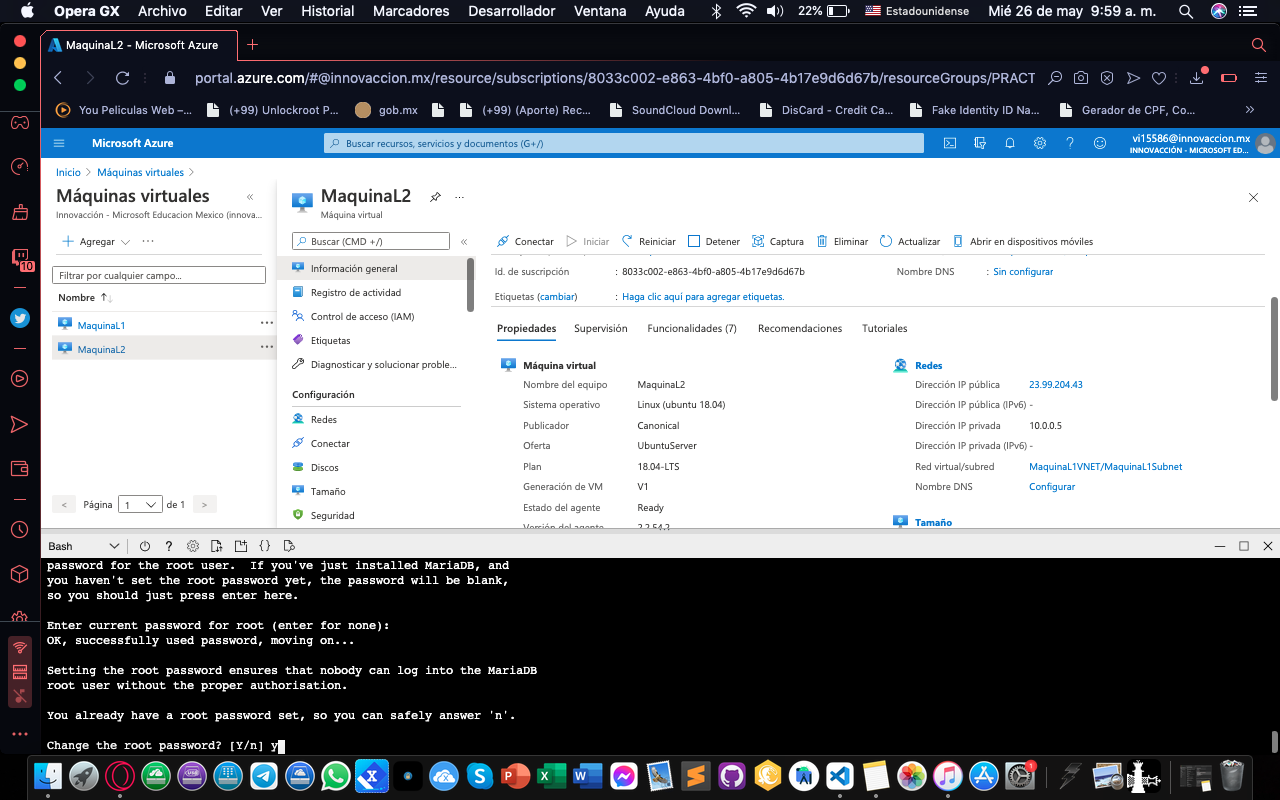 Opera GX Archivo Editar Ver Historial Marcadores Desarrollador Ventana Ayuda 22% Estadounidense Mié 26 de may 9:59 a. m.
MaquinaL2 - Microsoft Azure
portal.azure.com/#@innovaccion.mx/resource/subscriptions/8033c002-e863-4bf0-a805-4b17e9d6d67b/resourceGroups/PRACT
You Peliculas Web –... (+99) Unlockroot P... gob.mx (+99) (Aporte) Rec... SoundCloud Downl... DisCard - Credit Ca... Fake Identity ID Na... Gerador de CPF, Co... »
Microsoft Azure
Buscar recursos, servicios y documentos (G+/)
vi15586@innovaccion.mx
INNOVACCIÓN - MICROSOFT ED...
Inicio > Máquinas virtuales >
Máquinas virtuales «
Innovacción - Microsoft Educacion Mexico (innova...
+ Agregar ...
Filtrar por cualquier campo...
Nombre ↑↓
MaquinaL1 ...
MaquinaL2 ...
< Página 1 de 1 >
MaquinaL2 ...
Máquina virtual
Buscar (CMD +/) «
Información general
Registro de actividad
Control de acceso (IAM)
Etiquetas
Diagnosticar y solucionar proble...
Configuración
Redes
Conectar
Discos
Tamaño
Seguridad
Conectar Iniciar Reiniciar Detener Captura Eliminar Actualizar Abrir en dispositivos móviles
Id. de suscripción : 8033c002-e863-4bf0-a805-4b17e9d6d67b Nombre DNS : Sin configurar
Etiquetas (cambiar) : Haga clic aquí para agregar etiquetas.
Propiedades Supervisión Funcionalidades (7) Recomendaciones Tutoriales
Máquina virtual
Nombre del equipo MaquinaL2
Sistema operativo Linux (ubuntu 18.04)
Publicador Canonical
Oferta UbuntuServer
Plan 18.04-LTS
Generación de VM V1
Estado del agente Ready
Versión del agente 2.2.54.2
Redes
Dirección IP pública 23.99.204.43
Dirección IP pública (IPv6) -
Dirección IP privada 10.0.0.5
Dirección IP privada (IPv6) -
Red virtual/subred MaquinaL1VNET/MaquinaL1Subnet
Nombre DNS Configurar
Tamaño
10
Bash ? {}
password for the root user. If you've just installed MariaDB, and
you haven't set the root password yet, the password will be blank,
so you should just press enter here.
Enter current password for root (enter for none):
OK, successfully used password, moving on...
Setting the root password ensures that nobody can log into the MariaDB
root user without the proper authorisation.
You already have a root password set, so you can safely answer 'n'.
Change the root password? [Y/n] y
1